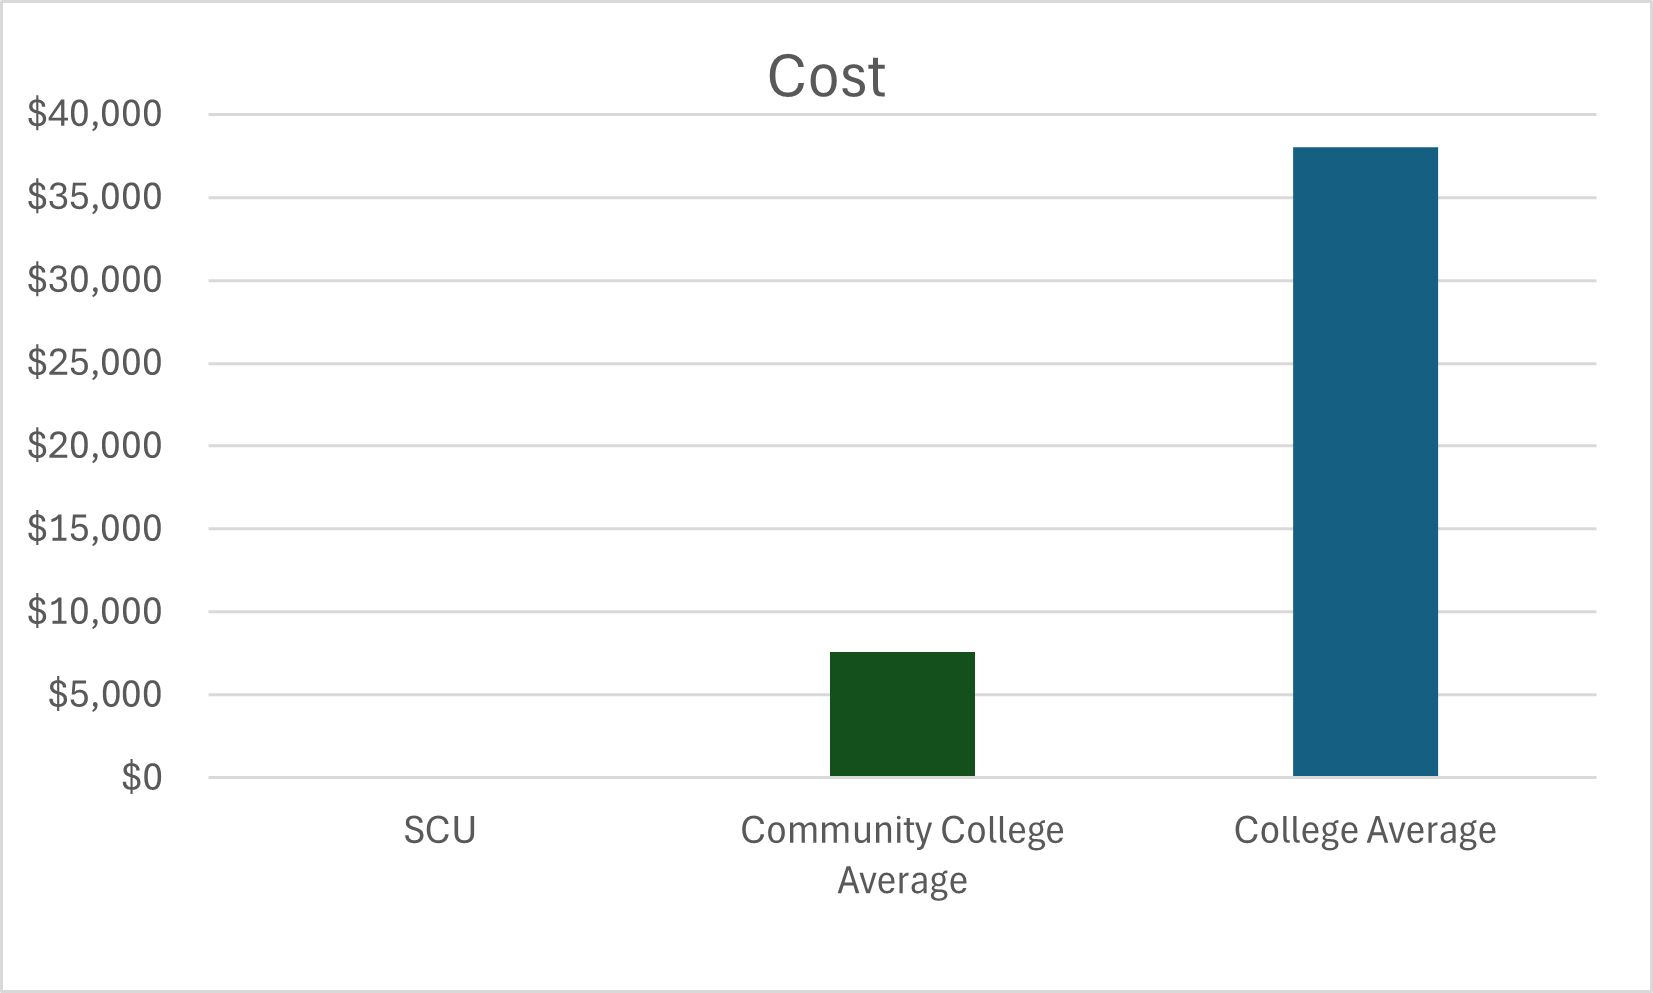 Cost
$40,000
$35,000
$30,000
$25,000
$20,000
$15,000
$10,000
$5,000
$0
SCU
Community College
Average
College Average